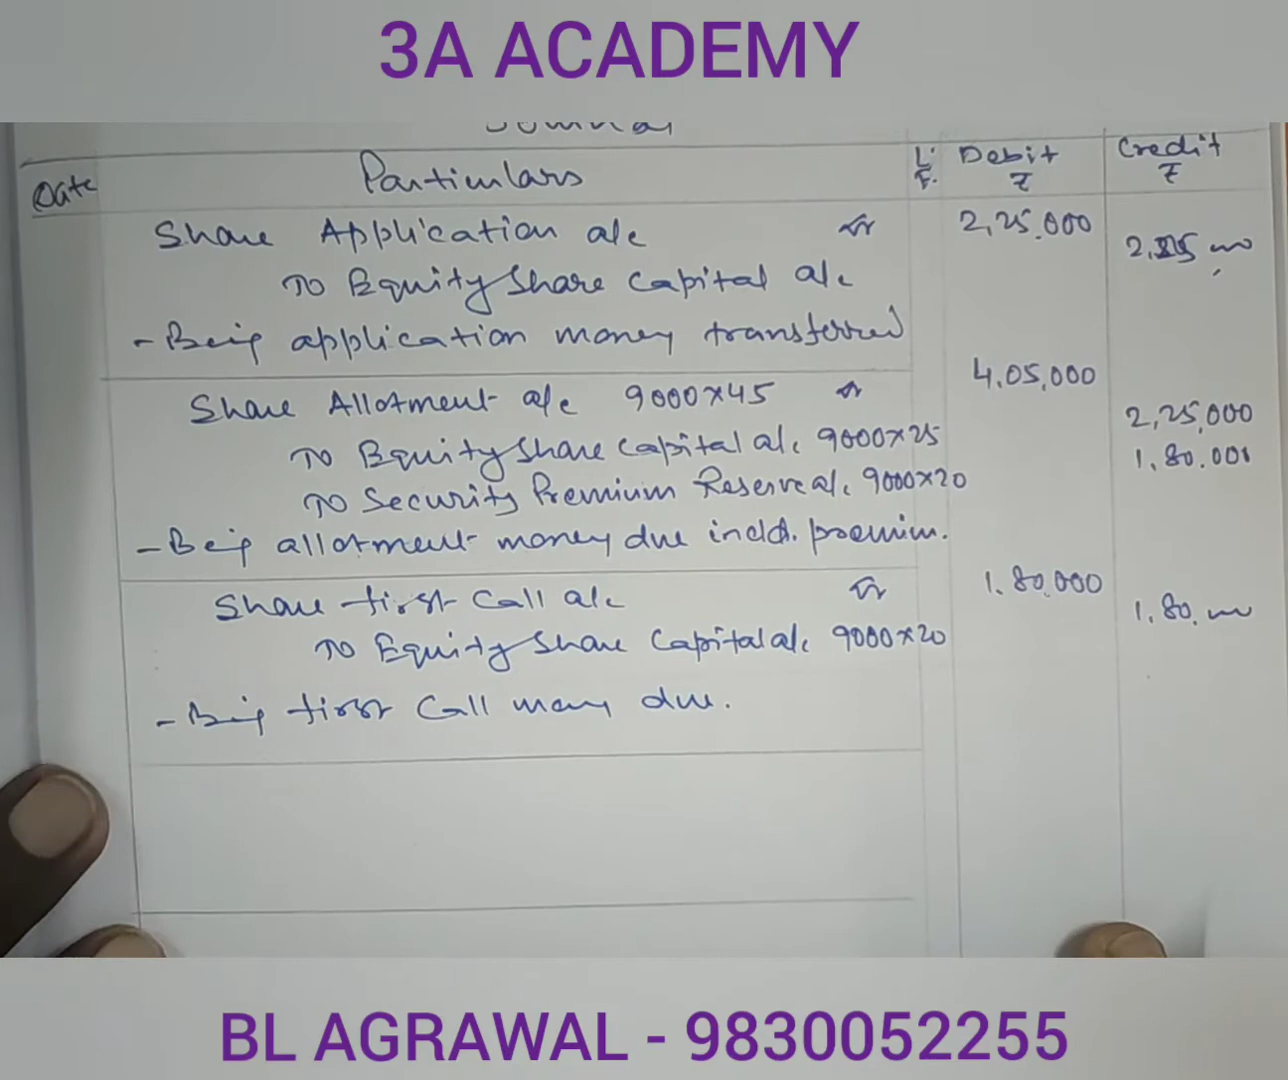 3A ACADEMY
Journal
Date Particulars L.F. Debit ₹ Credit ₹
Share Application a/c Dr 2,25,000
To Equity Share Capital a/c 2,25,000
- Being application money transferred
Share Allotment a/c 9000x45 Dr 4,05,000
To Equity Share Capital a/c 9000x25 2,25,000
To Security Premium Reserve a/c 9000x20 1,80,000
- Being allotment money due incld. premium.
Share first Call a/c Dr 1,80,000
To Equity Share Capital a/c 9000x20 1,80,000
- Being first Call money due.
BL AGRAWAL - 9830052255